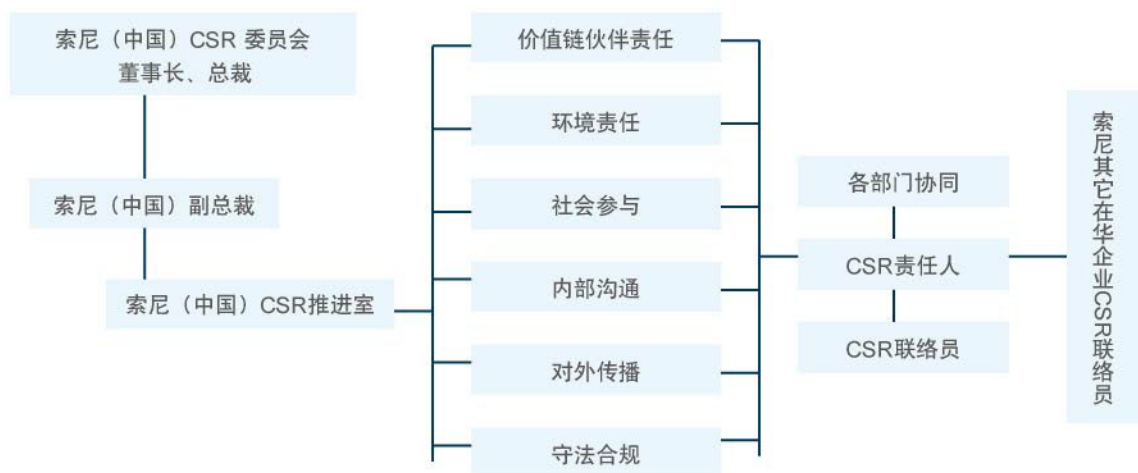 索尼（中国）CSR 委员会
董事长、总裁
索尼（中国）副总裁
索尼（中国）CSR推进室
价值链伙伴责任
环境责任
社会参与
内部沟通
对外传播
守法合规
各部门协同
CSR责任人
CSR联络员
索尼其它在华企业CSR联络员